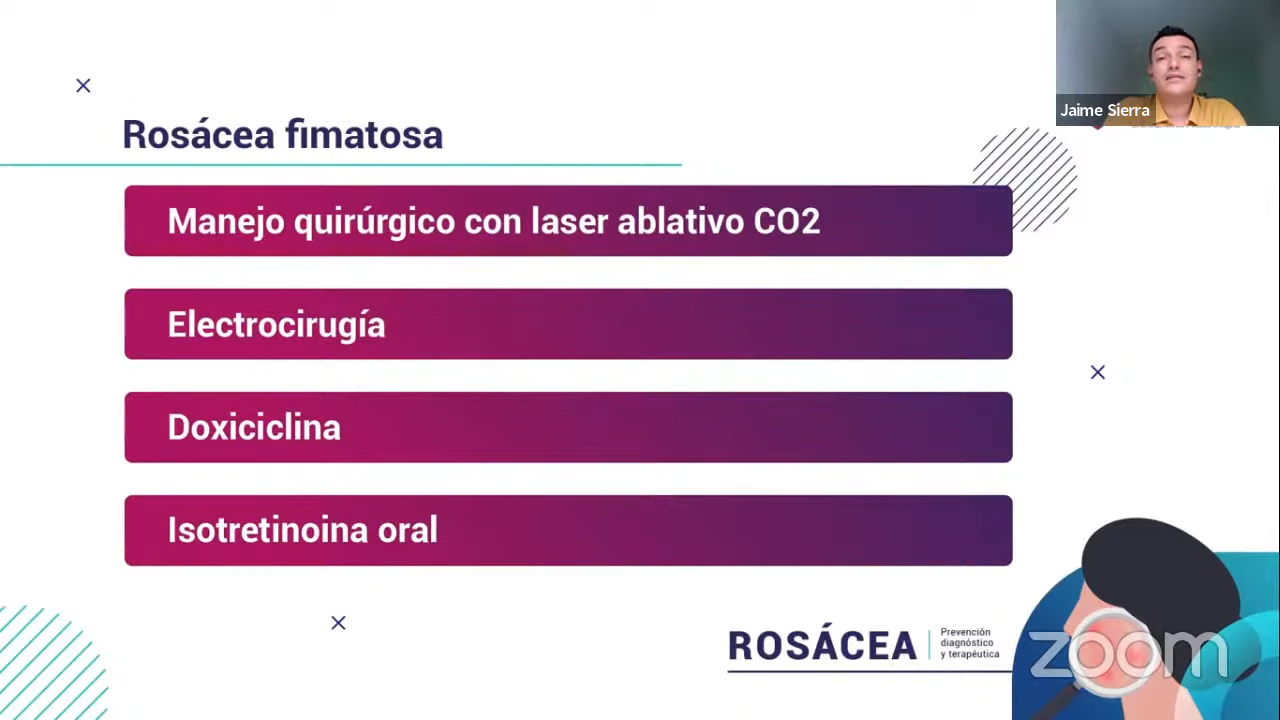 Jaime Sierra
Rosácea fimatosa
Manejo quirúrgico con laser ablativo CO2
Electrocirugía
Doxiciclina
Isotretinoina oral
ROSÁCEA
Prevención
diagnóstico
y terapéutica
zoom